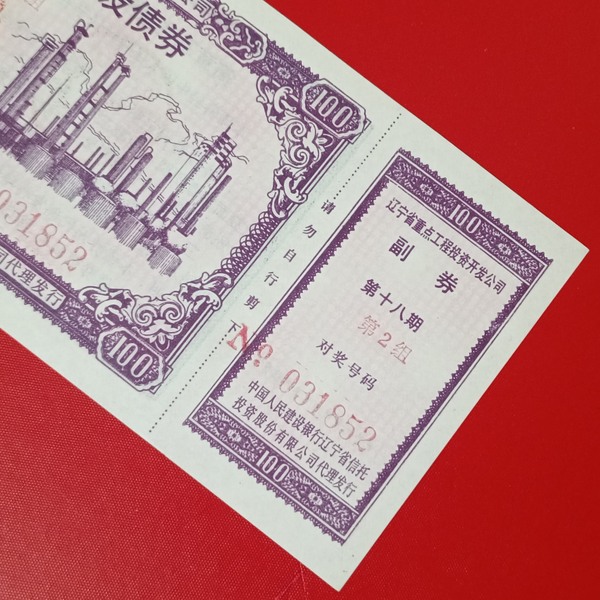 司
债券
100
031852
司代理发行
100
请勿自行剪下
100
辽宁省重点工程投资开发公司
副券
第十八期
第2组
对奖号码
№ 031852
中国人民建设银行辽宁省信托
投资股份有限公司代理发行
100